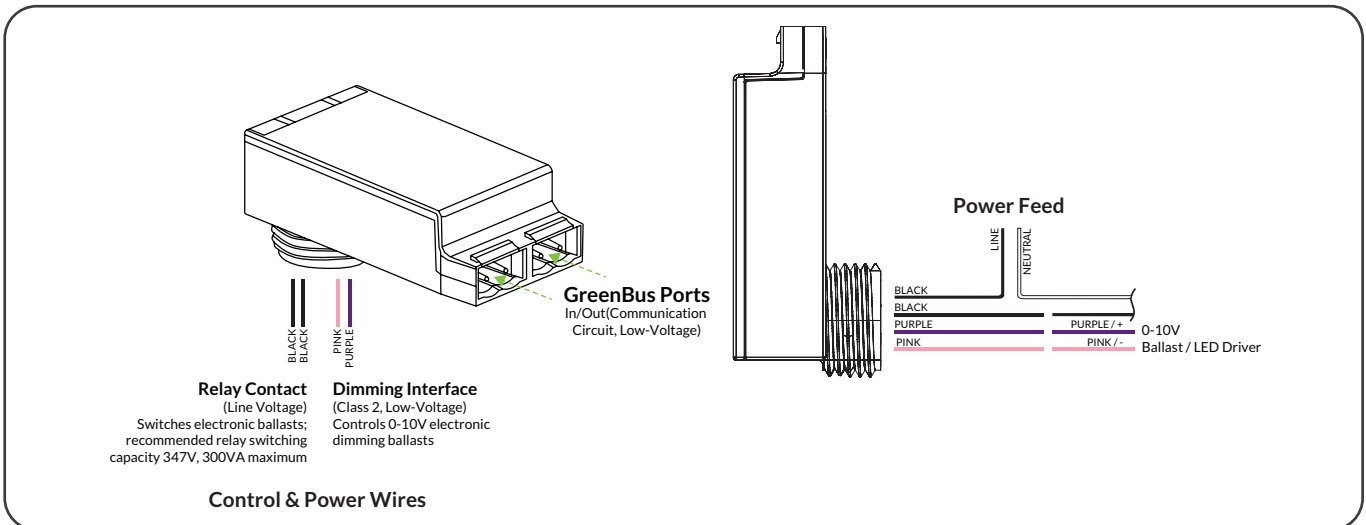 GreenBus Ports
In/Out(Communication
Circuit, Low-Voltage)
BLACK
BLACK
PINK
PURPLE
Relay Contact
(Line Voltage)
Switches electronic ballasts;
recommended relay switching
capacity 347V, 300VA maximum
Dimming Interface
(Class 2, Low-Voltage)
Controls 0-10V electronic
dimming ballasts
Control & Power Wires
Power Feed
LINE
NEUTRAL
BLACK
BLACK
PURPLE
PURPLE / +
PINK
PINK / -
0-10V
Ballast / LED Driver